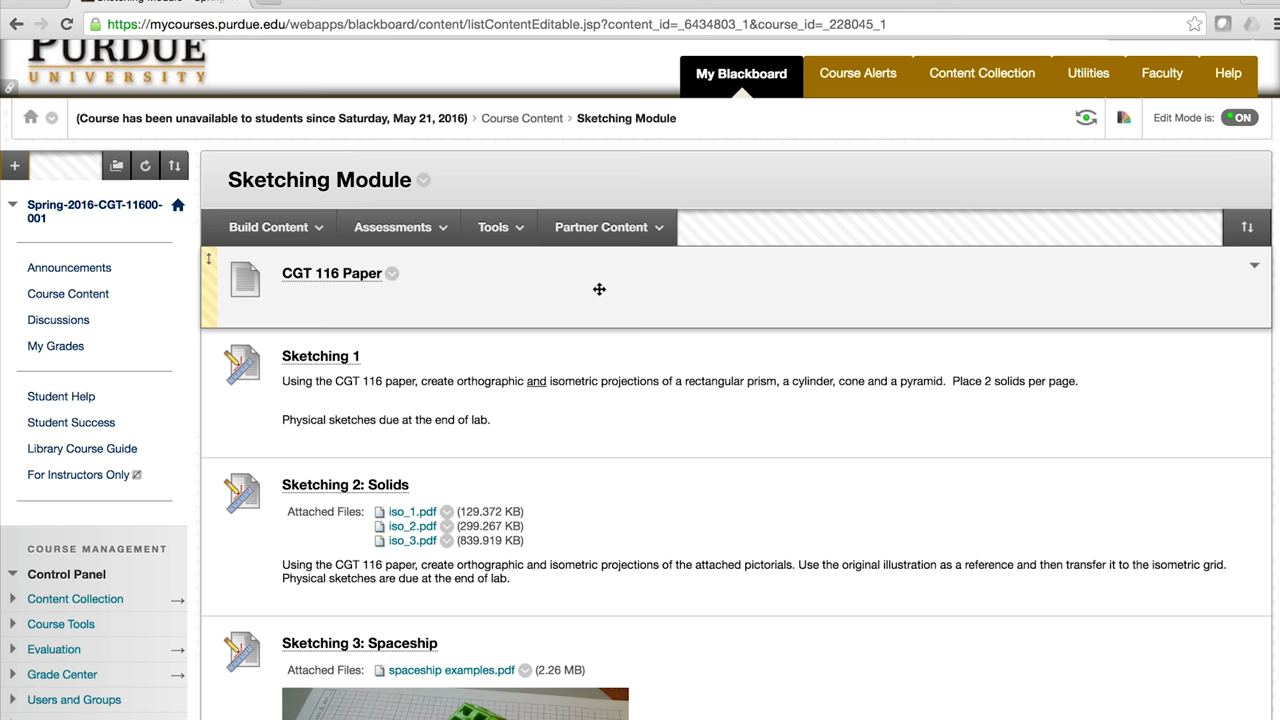 https://mycourses.purdue.edu/webapps/blackboard/content/listContentEditable.jsp?content_id=_6434803_1&course_id=_228045_1
PURDUE
UNIVERSITY
My Blackboard
Course Alerts
Content Collection
Utilities
Faculty
Help
(Course has been unavailable to students since Saturday, May 21, 2016)
Course Content
Sketching Module
Edit Mode is:
ON
Spring-2016-CGT-11600-
001
Announcements
Course Content
Discussions
My Grades
Student Help
Student Success
Library Course Guide
For Instructors Only
COURSE MANAGEMENT
Control Panel
Content Collection
Course Tools
Evaluation
Grade Center
Users and Groups
Sketching Module
Build Content
Assessments
Tools
Partner Content
CGT 116 Paper
Sketching 1
Using the CGT 116 paper, create orthographic and isometric projections of a rectangular prism, a cylinder, cone and a pyramid. Place 2 solids per page.
Physical sketches due at the end of lab.
Sketching 2: Solids
Attached Files: iso_1.pdf (129.372 KB)
iso_2.pdf (299.267 KB)
iso_3.pdf (839.919 KB)
Using the CGT 116 paper, create orthographic and isometric projections of the attached pictorials. Use the original illustration as a reference and then transfer it to the isometric grid.
Physical sketches are due at the end of lab.
Sketching 3: Spaceship
Attached Files: spaceship examples.pdf (2.26 MB)